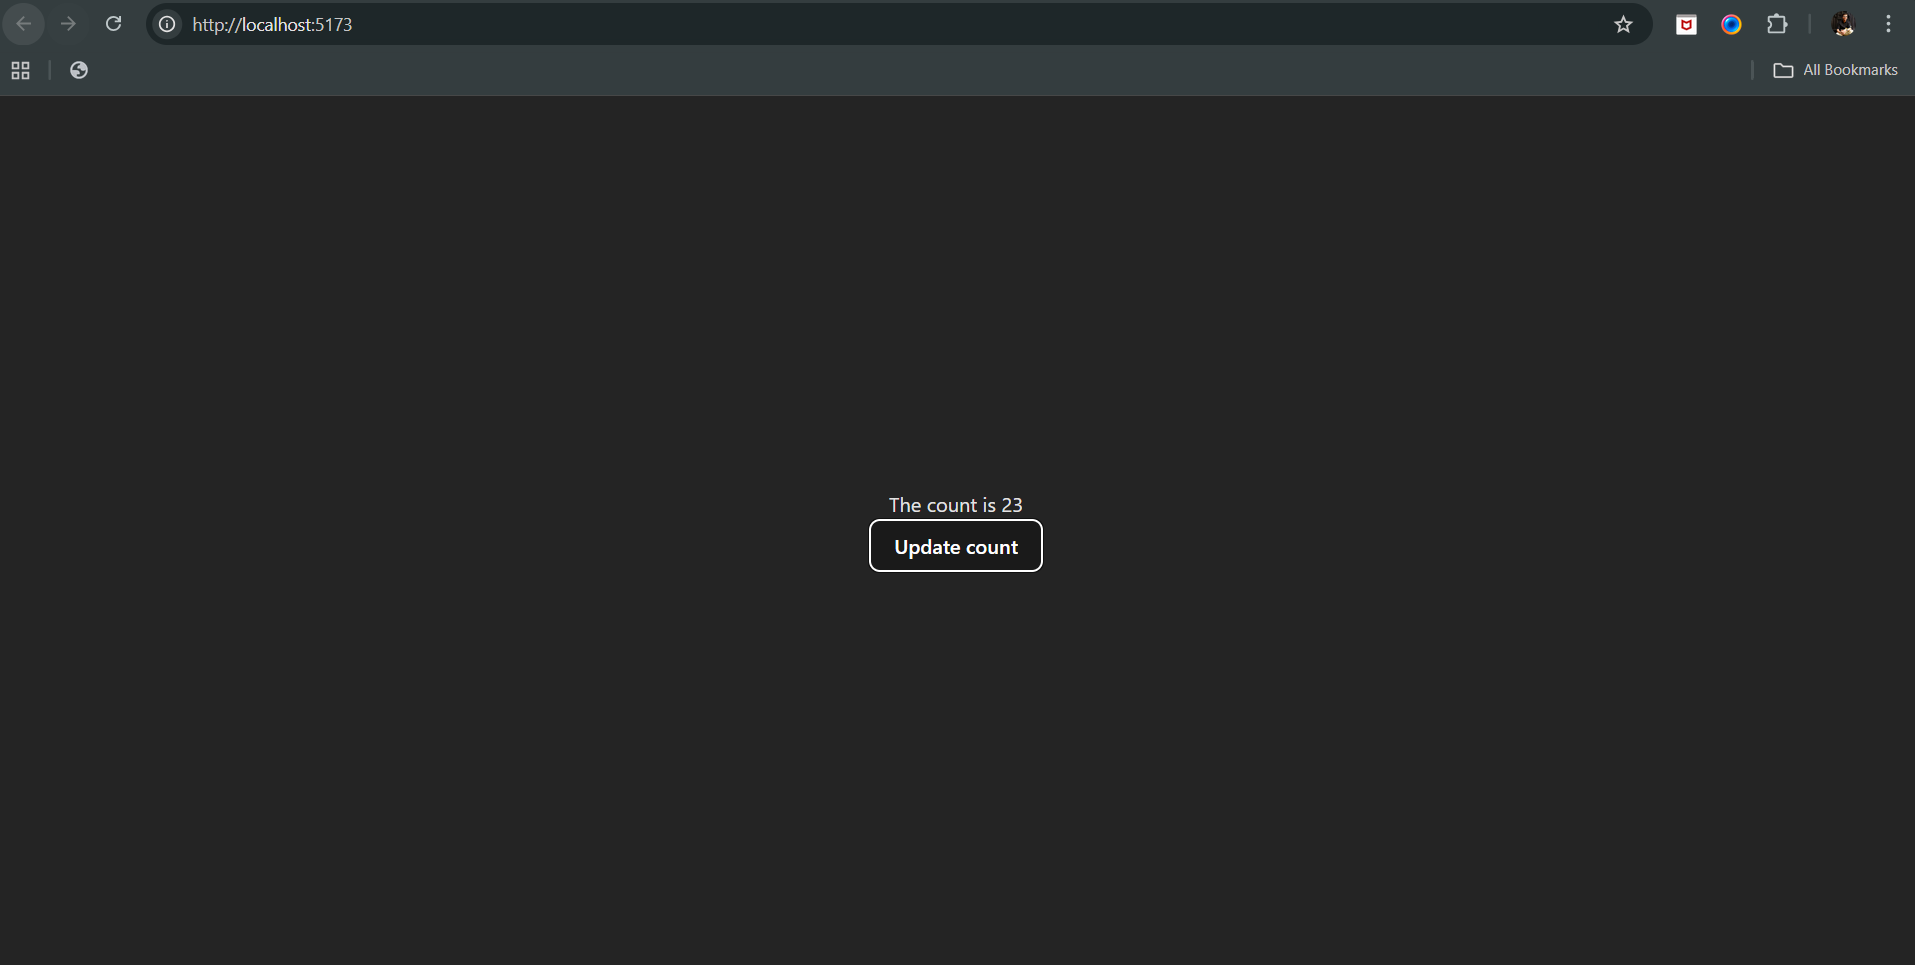 http://localhost:5173
All Bookmarks
The count is 23
Update count